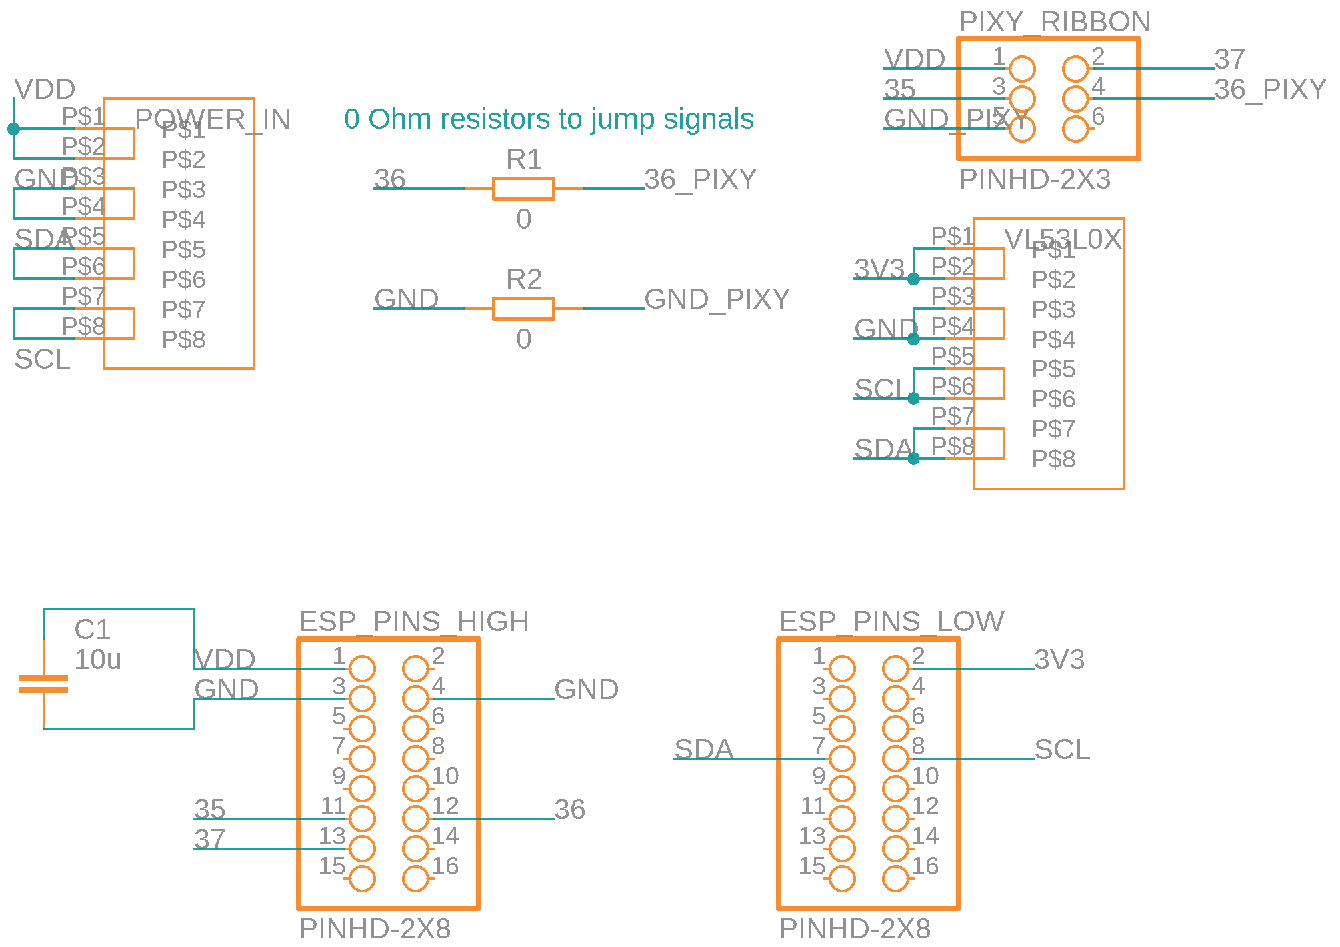 VDD
POWER_IN
P$1
P$1
P$2
P$2
GND
P$3
P$3
P$4
P$4
SDA
P$5
P$5
P$6
P$6
P$7
P$7
P$8
P$8
SCL
0 Ohm resistors to jump signals
R1
36
36_PIXY
0
R2
GND
GND_PIXY
0
PIXY_RIBBON
VDD
1
2
37
35
3
4
36_PIXY
GND_PIXY
5
6
PINHD-2X3
VL53L0X
P$1
P$1
3V3
P$2
P$2
P$3
P$3
GND
P$4
P$4
P$5
P$5
SCL
P$6
P$6
P$7
P$7
SDA
P$8
P$8
C1
10u
ESP_PINS_HIGH
VDD
1
2
GND
3
4
GND
5
6
7
8
9
10
35
11
12
36
37
13
14
15
16
PINHD-2X8
ESP_PINS_LOW
1
2
3V3
3
4
5
6
SDA
7
8
SCL
9
10
11
12
13
14
15
16
PINHD-2X8